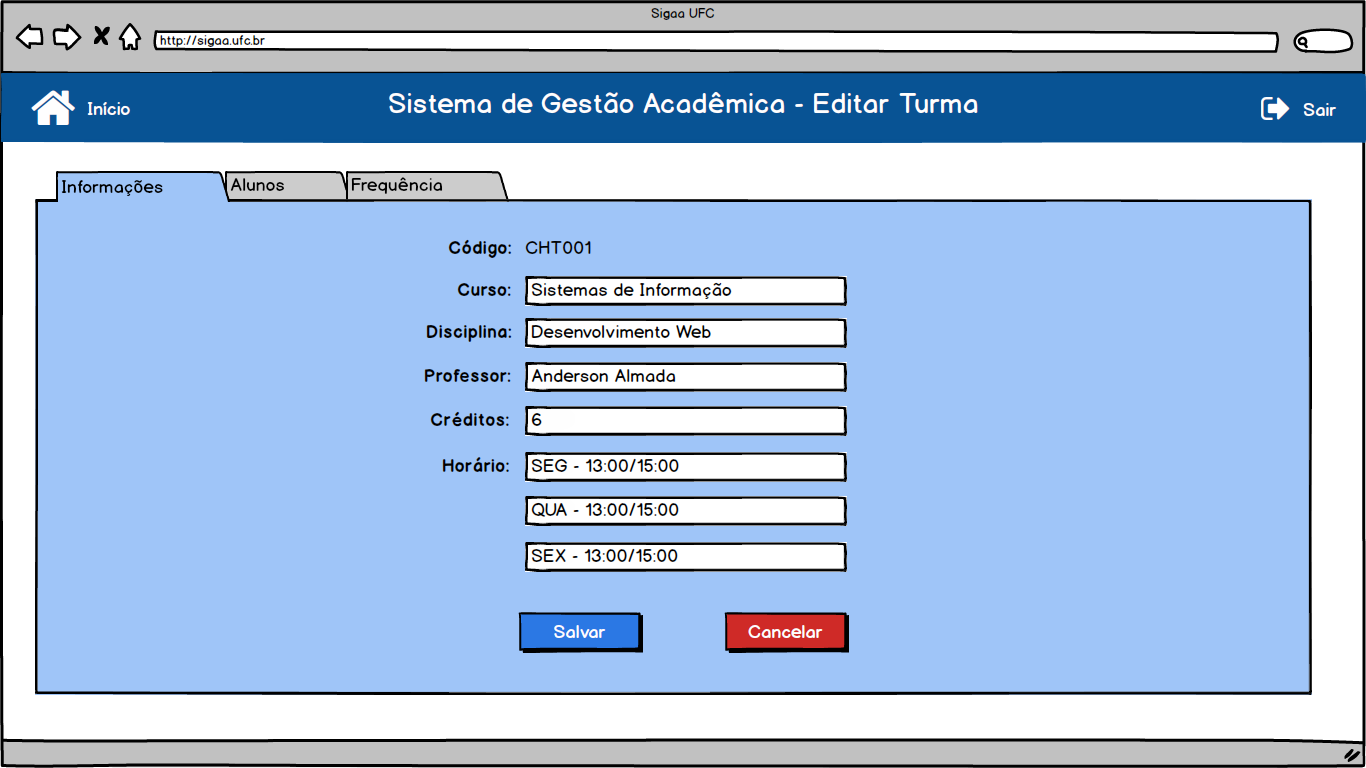 Sigaa UFC
http://sigaa.ufc.br
Início
Sistema de Gestão Acadêmica - Editar Turma
Sair
Informações
Alunos
Frequência
Código: CHT001
Curso: Sistemas de Informação
Disciplina: Desenvolvimento Web
Professor: Anderson Almada
Créditos: 6
Horário: SEG - 13:00/15:00
QUA - 13:00/15:00
SEX - 13:00/15:00
Salvar
Cancelar